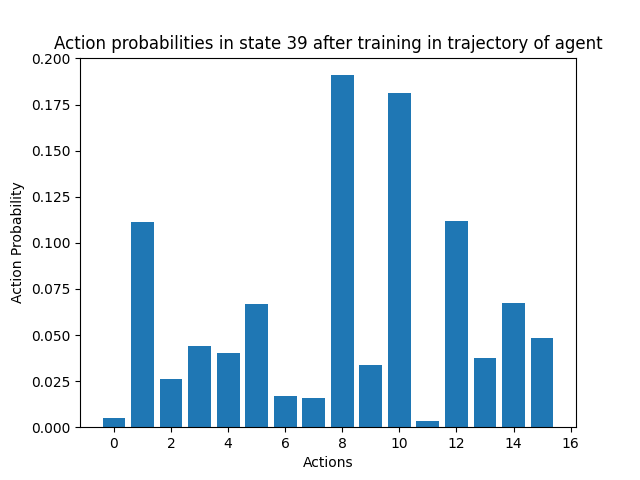 Action probabilities in state 39 after training in trajectory of agent
0.200
0.175
0.150
0.125
0.100
0.075
0.050
0.025
0.000
Action Probability
0 2 4 6 8 10 12 14 16
Actions